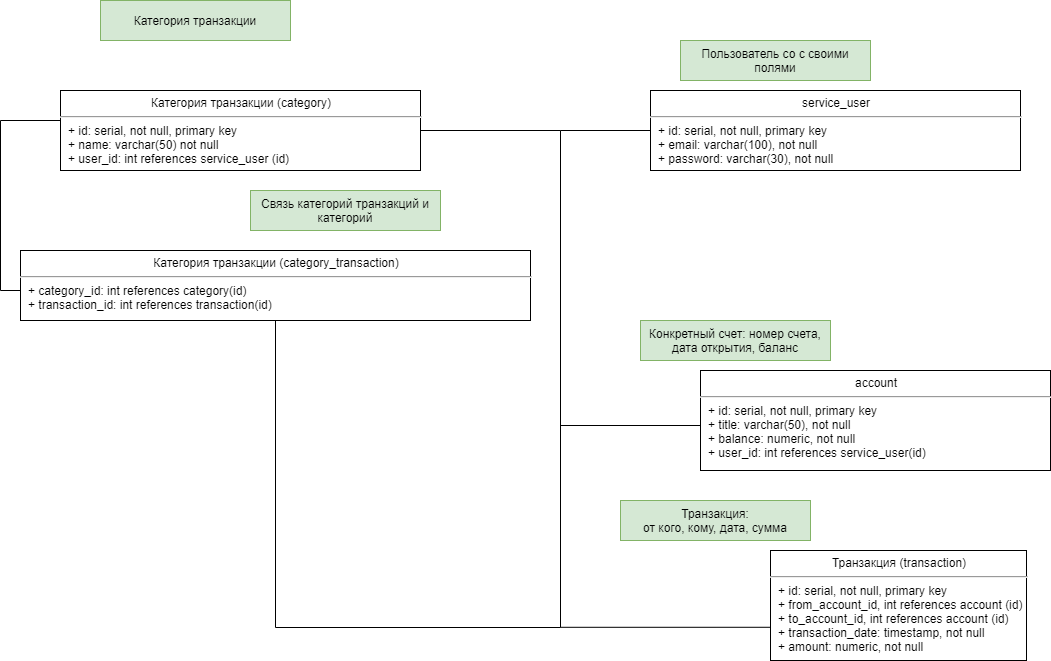 Категория транзакции
Пользователь со с своими
полями
Категория транзакции (category)
+ id: serial, not null, primary key
+ name: varchar(50) not null
+ user_id: int references service_user (id)
service_user
+ id: serial, not null, primary key
+ email: varchar(100), not null
+ password: varchar(30), not null
Связь категорий транзакций и
категорий
Категория транзакции (category_transaction)
+ category_id: int references category(id)
+ transaction_id: int references transaction(id)
Конкретный счет: номер счета,
дата открытия, баланс
account
+ id: serial, not null, primary key
+ title: varchar(50), not null
+ balance: numeric, not null
+ user_id: int references service_user(id)
Транзакция:
от кого, кому, дата, сумма
Транзакция (transaction)
+ id: serial, not null, primary key
+ from_account_id, int references account (id)
+ to_account_id, int references account (id)
+ transaction_date: timestamp, not null
+ amount: numeric, not null